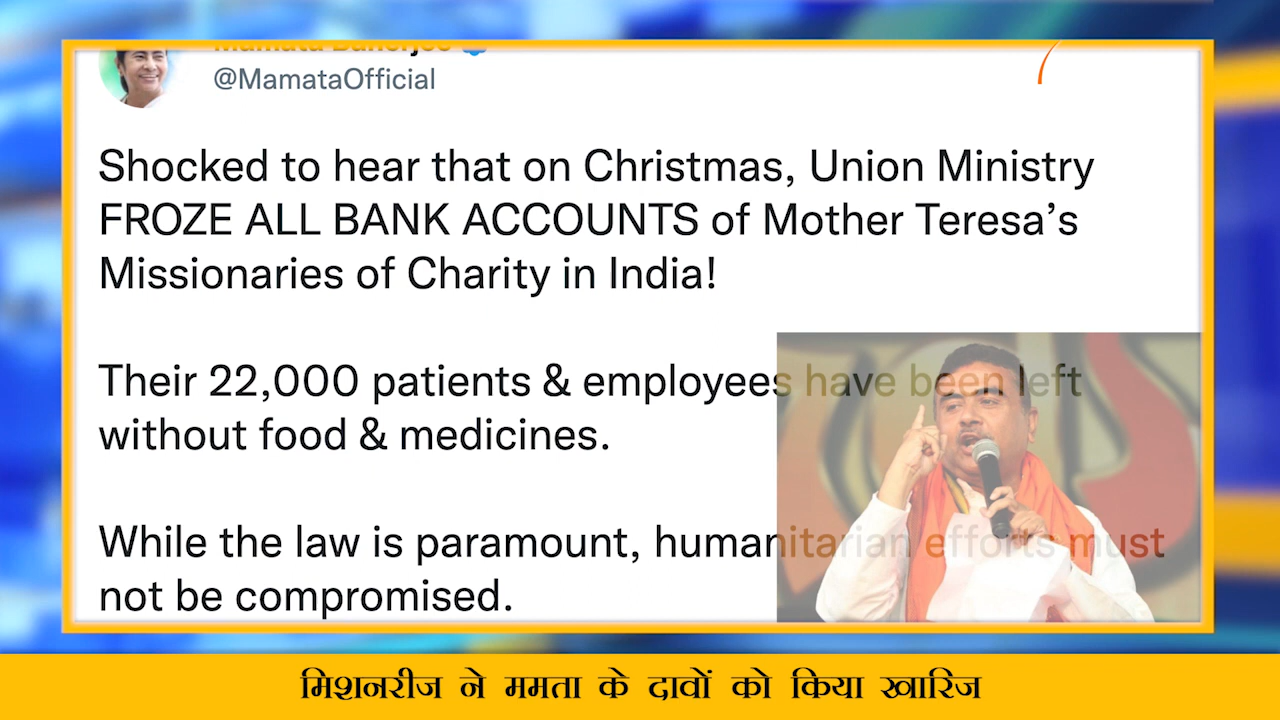 Mamata Banerjee
@MamataOfficial
Shocked to hear that on Christmas, Union Ministry
FROZE ALL BANK ACCOUNTS of Mother Teresa’s
Missionaries of Charity in India!
Their 22,000 patients & employees have been left
without food & medicines.
While the law is paramount, humanitarian efforts must
not be compromised.
मिशनरीज ने ममता के दावों को किया खारिज